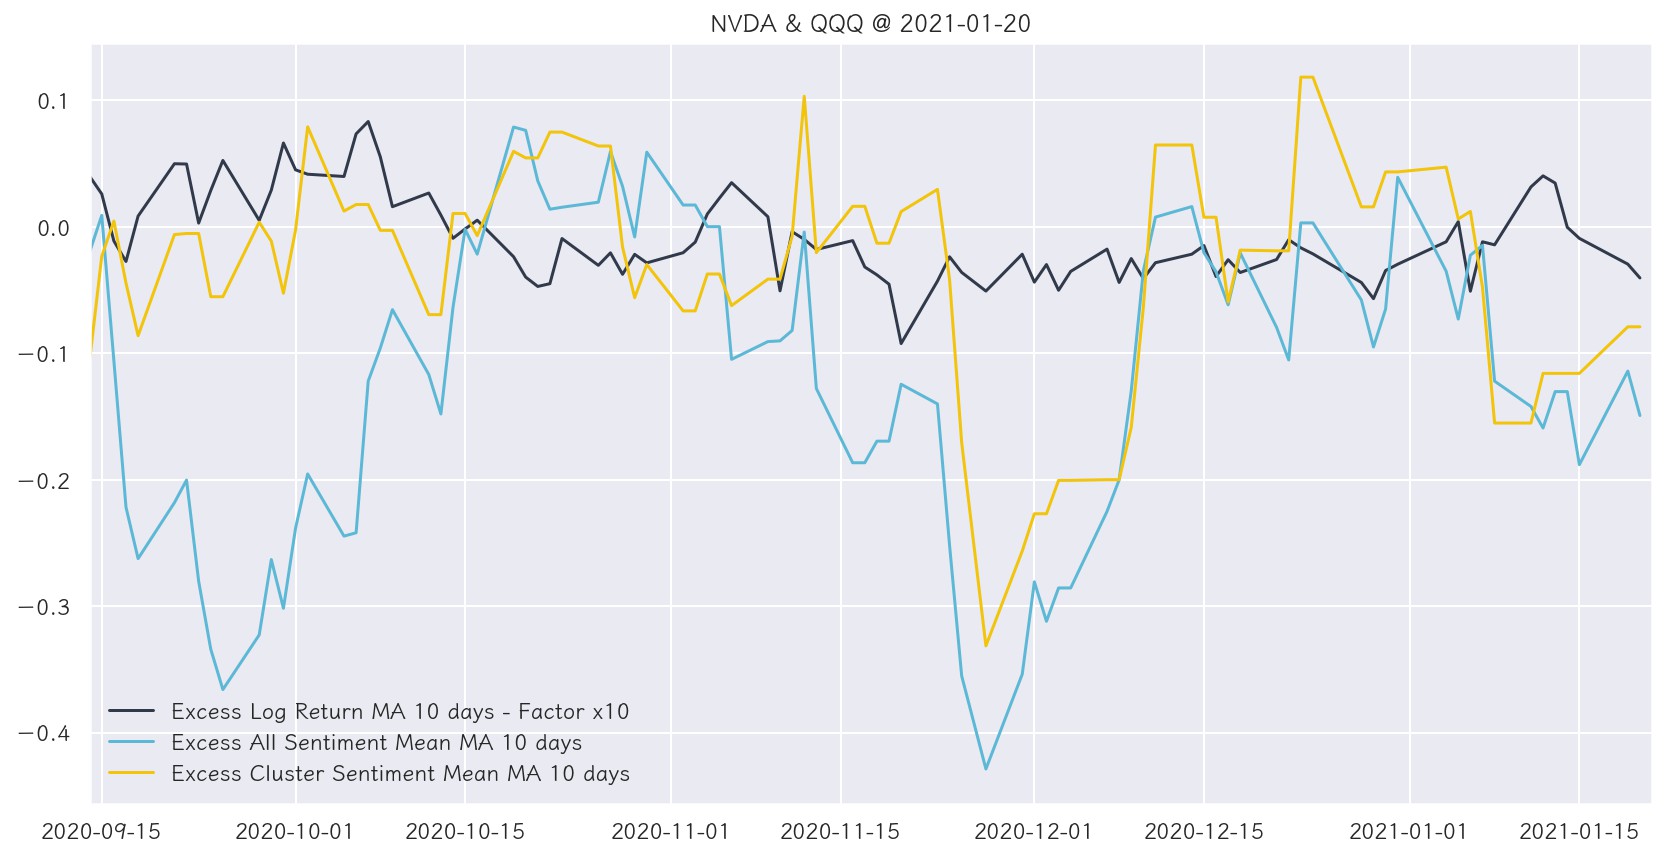 NVDA & QQQ @ 2021-01-20
0.1
0.0
−0.1
−0.2
−0.3
−0.4
Excess Log Return MA 10 days - Factor x10
Excess All Sentiment Mean MA 10 days
Excess Cluster Sentiment Mean MA 10 days
2020-09-15 2020-10-01 2020-10-15 2020-11-01 2020-11-15 2020-12-01 2020-12-15 2021-01-01 2021-01-15